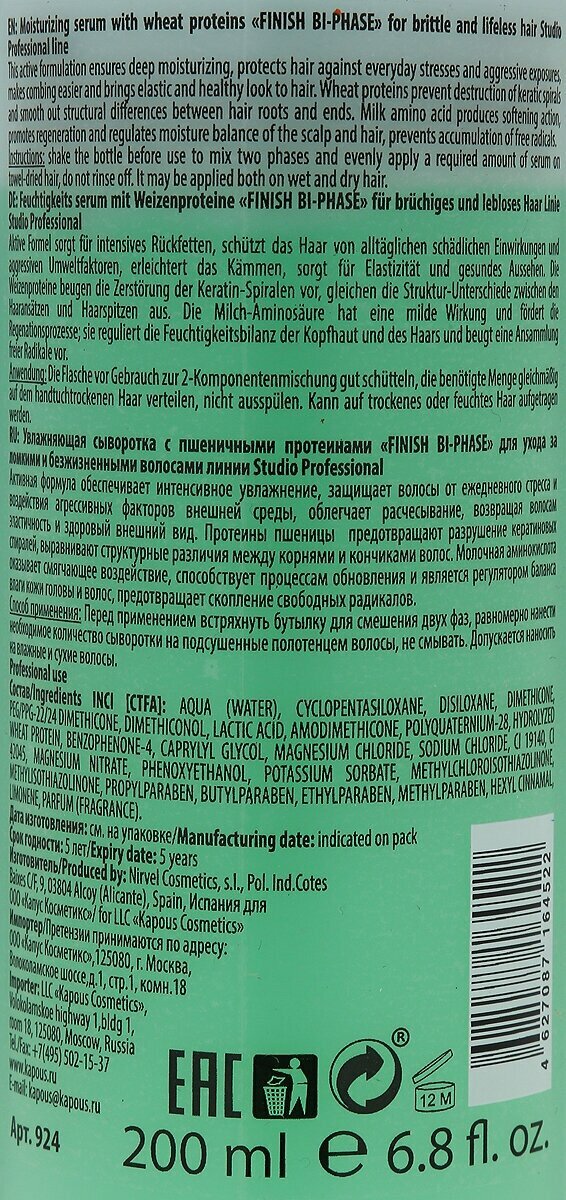 EN: Moisturizing serum with wheat proteins «FINISH BI-PHASE» for brittle and lifeless hair Studio
Professional line
This active formulation ensures deep moisturizing, protects hair against everyday stresses and aggressive exposures,
makes combing easier and brings elastic and healthy look to hair. Wheat proteins prevent destruction of keratic spirals
and smooth out structural differences between hair roots and ends. Milk amino acid produces softening action,
promotes regeneration and regulates moisture balance of the scalp and hair, prevents accumulation of free radicals.
Instructions: shake the bottle before use to mix two phases and evenly apply a required amount of serum on
towel-dried hair, do not rinse off. It may be applied both on wet and dry hair.
DE: Feuchtigkeits serum mit Weizenproteine «FINISH BI-PHASE» für brüchiges und lebloses Haar Linie
Studio Professional
Aktive Formel sorgt für intensives Rückfetten, schützt das Haar von alltäglichen schädlichen Einwirkungen und
aggressiven Umweltfaktoren, erleichtert das Kämmen, sorgt für Elastizität und gesundes Aussehen. Die
Weizenproteine beugen die Zerstörung der Keratin-Spiralen vor, gleichen die Struktur-Unterschiede zwischen den
Haaransätzen und Haarspitzen aus. Die Milch-Aminosäure hat eine milde Wirkung und fördert die
Regenationsprozesse; sie reguliert die Feuchtigkeitsbilanz der Kopfhaut und des Haars und beugt eine Ansammlung
freier Radikale vor.
Anwendung: Die Flasche vor Gebrauch zur 2-Komponentenmischung gut schütteln, die benötigte Menge gleichmäßig
auf dem handtuchtrockenen Haar verteilen, nicht ausspülen. Kann auf trockenes oder feuchtes Haar aufgetragen
werden.
RU: Увлажняющая сыворотка с пшеничными протеинами «FINISH BI-PHASE» для ухода за
ломкими и безжизненными волосами линии Studio Professional
Активная формула обеспечивает интенсивное увлажнение, защищает волосы от ежедневного стресса и
воздействия агрессивных факторов внешней среды, облегчает расчесывание, возвращая волосам
эластичность и здоровый внешний вид. Протеины пшеницы предотвращают разрушение кератиновых
спиралей, выравнивают структурные различия между корнями и кончиками волос. Молочная аминокислота
оказывает смягчающее воздействие, способствует процессам обновления и является регулятором баланса
влаги кожи головы и волос, предотвращает скопление свободных радикалов.
Способ применения: Перед применением встряхнуть бутылку для смешения двух фаз, равномерно нанести
необходимое количество сыворотки на подсушенные полотенцем волосы, не смывать. Допускается наносить
на влажные и сухие волосы.
Professional use
Состав/Ingredients INCI [CTFA]: AQUA (WATER), CYCLOPENTASILOXANE, DISILOXANE, DIMETHICONE,
PEG/PPG-22/24 DIMETHICONE, DIMETHICONOL, LACTIC ACID, AMODIMETHICONE, POLYQUATERNIUM-28, HYDROLYZED
WHEAT PROTEIN, BENZOPHENONE-4, CAPRYLYL GLYCOL, MAGNESIUM CHLORIDE, SODIUM CHLORIDE, CI 19140, CI
42045, MAGNESIUM NITRATE, PHENOXYETHANOL, POTASSIUM SORBATE, METHYLCHLOROISOTHIAZOLINONE,
METHYLISOTHIAZOLINONE, PROPYLPARABEN, BUTYLPARABEN, ETHYLPARABEN, METHYLPARABEN, HEXYL CINNAMAL,
LIMONENE, PARFUM (FRAGRANCE).
Дата изготовления: см. на упаковке/Manufacturing date: indicated on pack
Срок годности: 5 лет/Expiry date: 5 years
Изготовитель/Produced by: Nirvel Cosmetics, s.l., Pol. Ind.Cotes
Baixes C/F, 9, 03804 Alcoy (Alicante), Spain, Испания для
ООО «Капус Косметикс»/ for LLC «Kapous Cosmetics»
Импортер/Претензии принимаются по адресу:
ООО «Капус Косметикс»,125080, г. Москва,
Волоколамское шоссе,д.1, стр.1, комн.18
Importer: LLC «Kapous Cosmetics»,
Volokolamskoe highway 1,bldg 1,
room 18, 125080, Moscow, Russia
Tel./Fax: +7(495) 502-15-37
www.kapous.ru
E-mail: kapous@kapous.ru
Арт. 924
4 627087 164522
EAC
®
12 M
200 ml e 6.8 fl. oz.